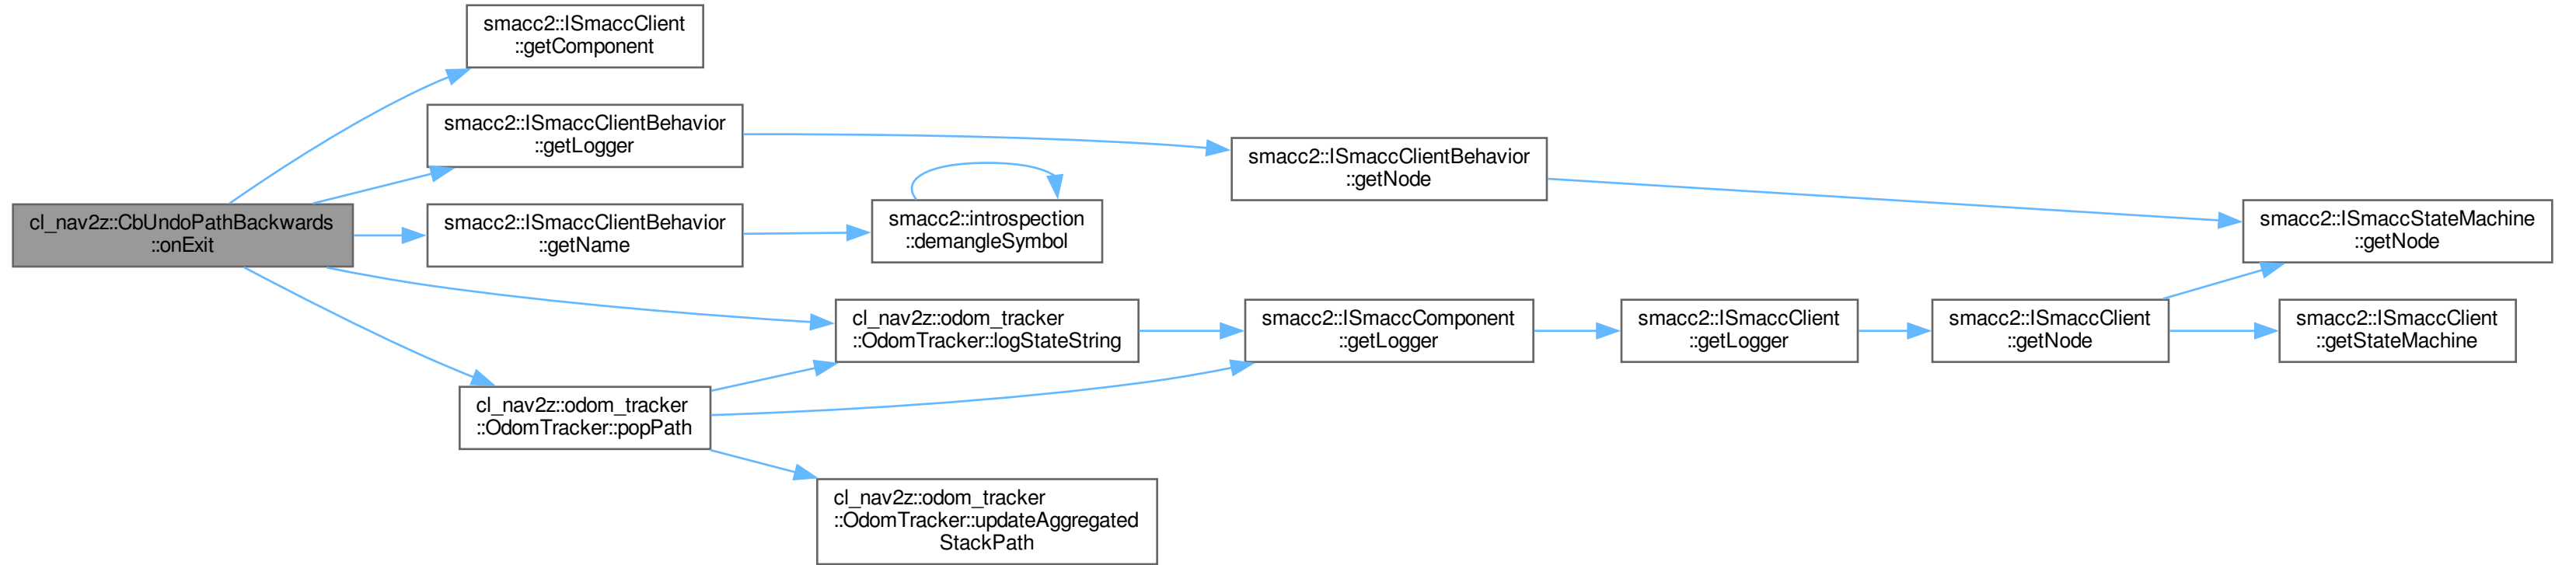 smacc2::ISmaccClient
::getComponent
smacc2::ISmaccClientBehavior
::getLogger
smacc2::ISmaccClientBehavior
::getNode
cl_nav2z::CbUndoPathBackwards
::onExit
smacc2::ISmaccClientBehavior
::getName
smacc2::introspection
::demangleSymbol
smacc2::ISmaccStateMachine
::getNode
cl_nav2z::odom_tracker
::OdomTracker::logStateString
smacc2::ISmaccComponent
::getLogger
smacc2::ISmaccClient
::getLogger
smacc2::ISmaccClient
::getNode
smacc2::ISmaccClient
::getStateMachine
cl_nav2z::odom_tracker
::OdomTracker::popPath
cl_nav2z::odom_tracker
::OdomTracker::updateAggregated
StackPath